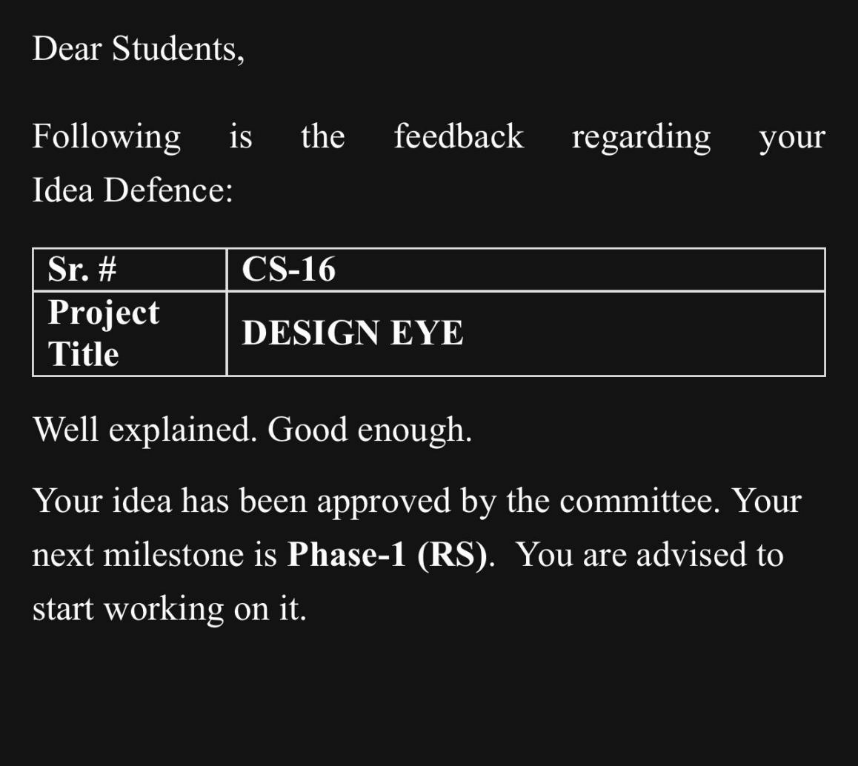 Dear Students,
Following is the feedback regarding your
Idea Defence:
Sr. # CS-16
Project
Title
DESIGN EYE
Well explained. Good enough.
Your idea has been approved by the committee. Your
next milestone is Phase-1 (RS). You are advised to
start working on it.